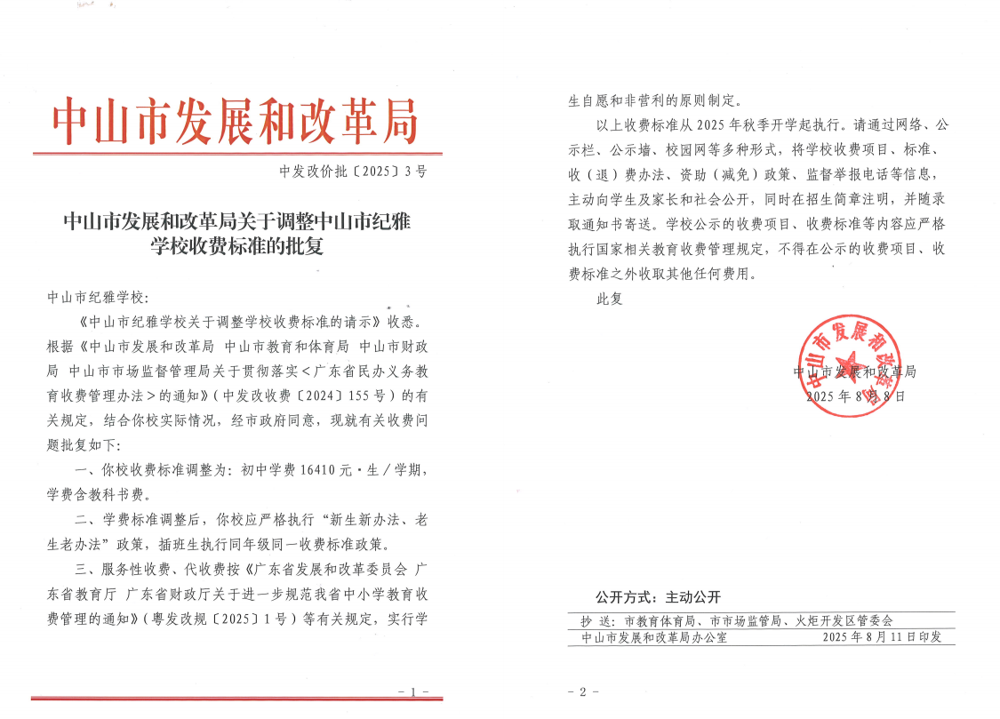 中山市发展和改革局
中发改价批〔2025〕3号
中山市发展和改革局关于调整中山市纪雅
学校收费标准的批复
中山市纪雅学校：
《中山市纪雅学校关于调整学校收费标准的请示》收悉。
根据《中山市发展和改革局 中山市教育和体育局 中山市财政
局 中山市市场监督管理局关于贯彻落实＜广东省民办义务教
育收费管理办法＞的通知》（中发改收费〔2024〕155号）的有
关规定，结合你校实际情况，经市政府同意，现就有关收费问
题批复如下：
一、你校收费标准调整为：初中学费16410元·生／学期，
学费含教科书费。
二、学费标准调整后，你校应严格执行“新生新办法、老
生老办法”政策，插班生执行同年级同一收费标准政策。
三、服务性收费、代收费按《广东省发展和改革委员会 广
东省教育厅 广东省财政厅关于进一步规范我省中小学教育收
费管理的通知》（粤发改规〔2025〕1号）等有关规定，实行学
- 1 -
生自愿和非营利的原则制定。
以上收费标准从2025年秋季开学起执行。请通过网络、公
示栏、公示墙、校园网等多种形式，将学校收费项目、标准、
收（退）费办法、资助（减免）政策、监督举报电话等信息，
主动向学生及家长和社会公开，同时在招生简章注明，并随录
取通知书寄送。学校公示的收费项目、收费标准等内容应严格
执行国家相关教育收费管理规定，不得在公示的收费项目、收
费标准之外收取其他任何费用。
此复
中山市发展和改革局
中山市发展和改革局
2025年8月8日
公开方式：主动公开
抄 送：市教育体育局、市市场监管局、火炬开发区管委会
中山市发展和改革局办公室 2025年8月11日印发
- 2 -